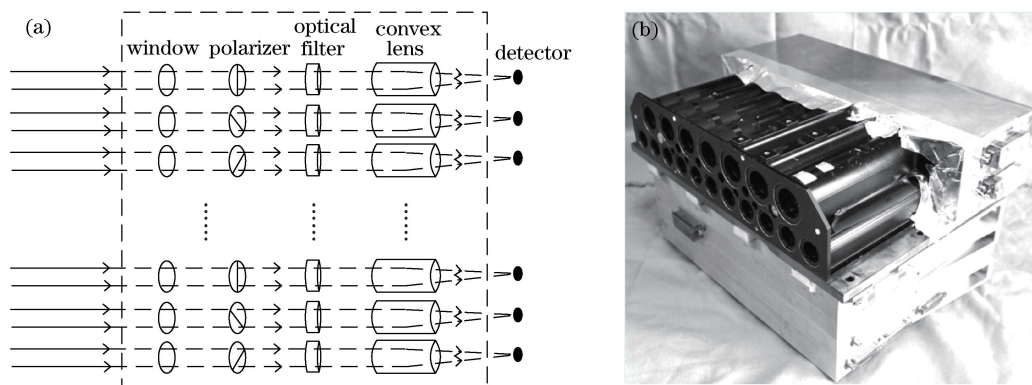 (a)
window
polarizer
optical
filter
convex
lens
detector
(b)